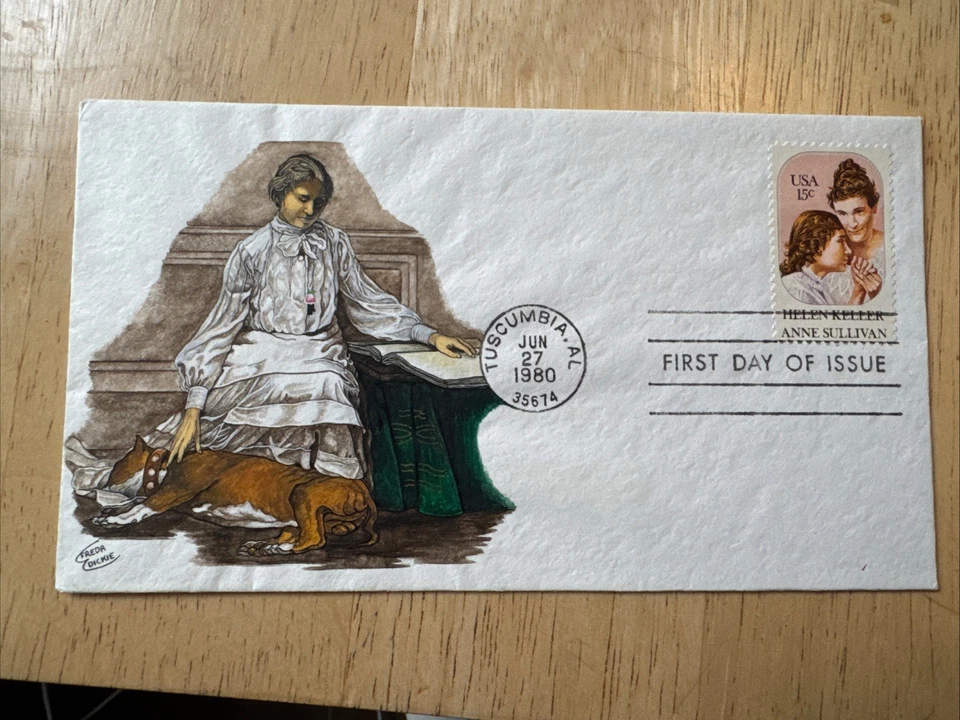 USA
15c
HELEN KELLER
ANNE SULLIVAN
TUSCUMBIA, AL
JUN
27
1980
35674
FIRST DAY OF ISSUE
FREDA
DICKIE